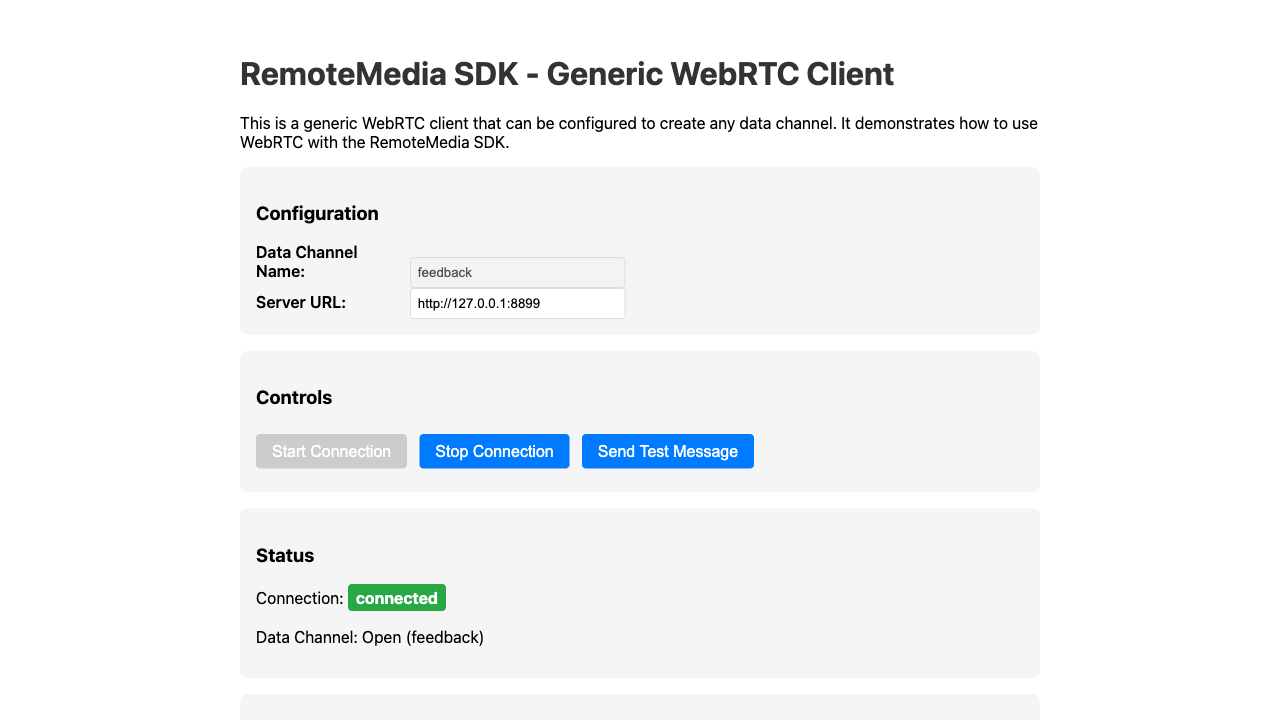 RemoteMedia SDK - Generic WebRTC Client
This is a generic WebRTC client that can be configured to create any data channel. It demonstrates how to use
WebRTC with the RemoteMedia SDK.
Configuration
Data Channel
Name:
feedback
Server URL:
http://127.0.0.1:8899
Controls
Start Connection
Stop Connection
Send Test Message
Status
Connection: connected
Data Channel: Open (feedback)